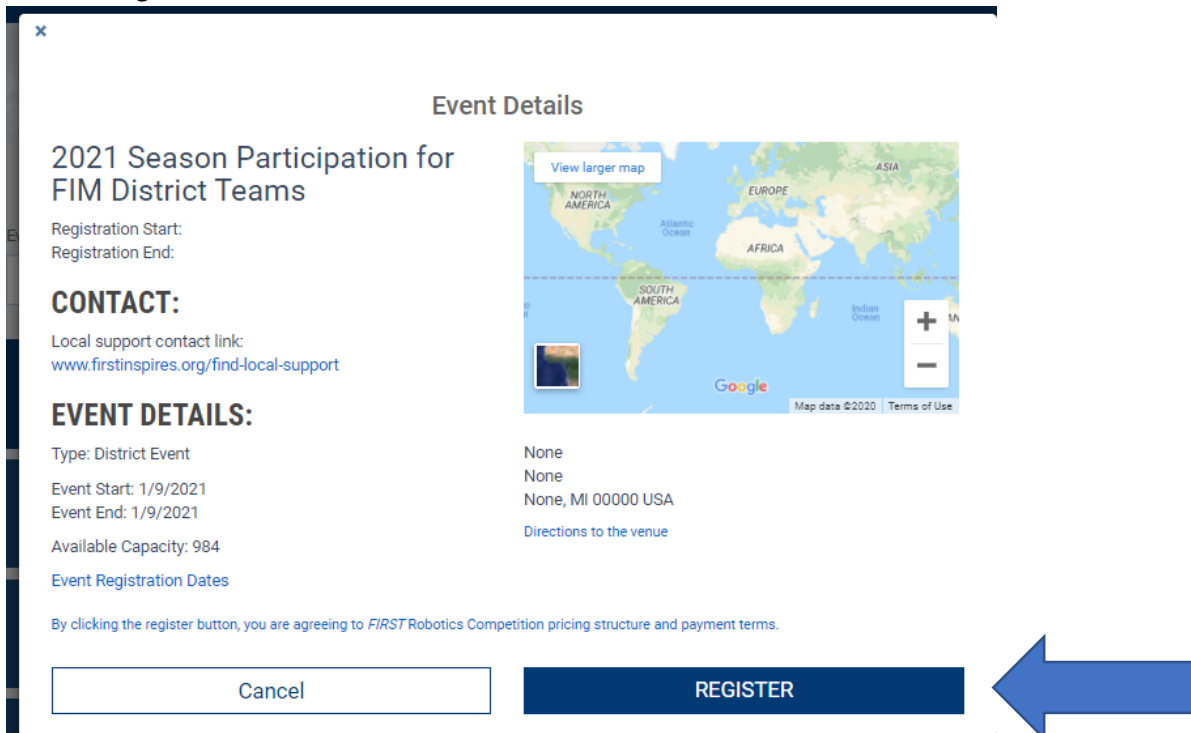 ×
Event Details
2021 Season Participation for
FIM District Teams
Registration Start:
Registration End:
CONTACT:
Local support contact link:
www.firstinspires.org/find-local-support
EVENT DETAILS:
Type: District Event
Event Start: 1/9/2021
Event End: 1/9/2021
Available Capacity: 984
Event Registration Dates
View larger map
NORTH
AMERICA
EUROPE
ASIA
Atlantic
Ocean
AFRICA
SOUTH
AMERICA
Indian
Ocean
+
−
Google
Map data ©2020 Terms of Use
None
None
None, MI 00000 USA
Directions to the venue
By clicking the register button, you are agreeing to FIRST Robotics Competition pricing structure and payment terms.
Cancel
REGISTER